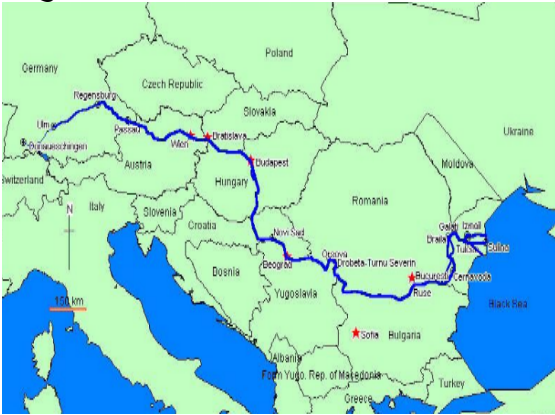 Poland
Germany
Czech Republic
Regensburg
Slovakia
Ukraine
Ulm
Passau
Donaueschingen
Wien
Bratislava
Budapest
Moldova
Switzerland
Austria
Hungary
Romania
Italy
N
Slovenia
Croatia
Novi Sad
Galati
Izmail
Braila
Tulcea
Sulina
Bosnia
Beograd
Orsova
Drobeta-Turnu Severin
Bucuresti
Cernavoda
150 km
Yugoslavia
Ruse
Black Sea
Sofia
Bulgaria
Albania
Form Yugo. Rep. of Macedonia
Turkey
Greece